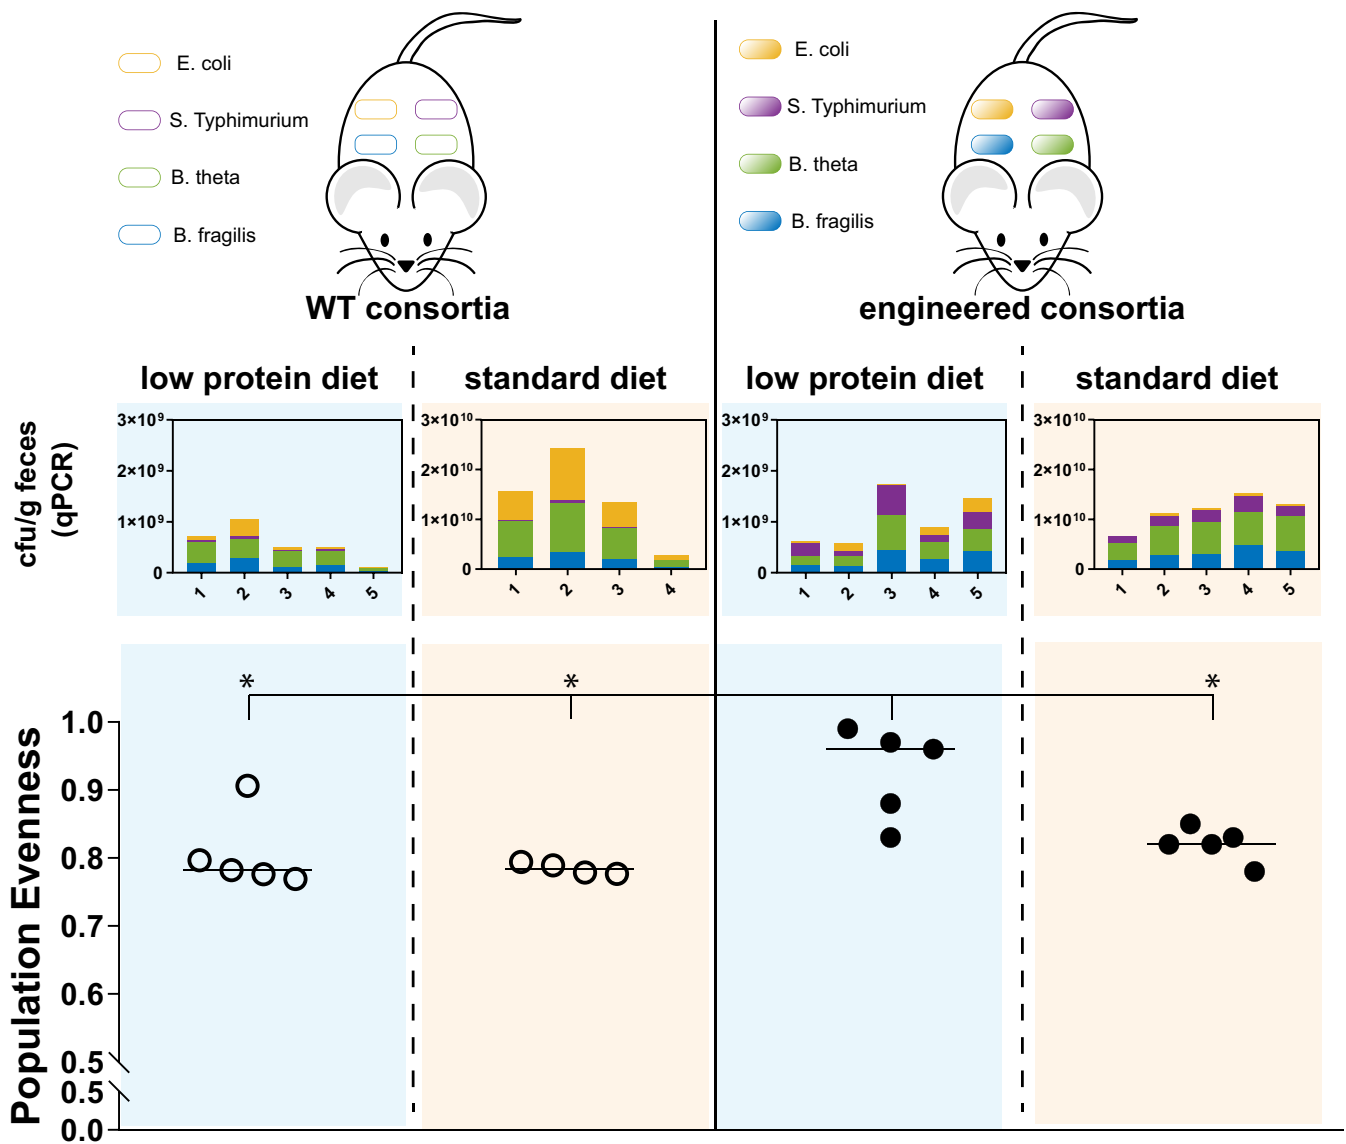 E. coli
S. Typhimurium
B. theta
B. fragilis
WT consortia
E. coli
S. Typhimurium
B. theta
B. fragilis
engineered consortia
low protein diet
standard diet
low protein diet
standard diet
cfu/g feces
(qPCR)
3×10⁹
2×10⁹
1×10⁹
0
1 2 3 4 5
3×10¹⁰
2×10¹⁰
1×10¹⁰
0
1 2 3 4
3×10⁹
2×10⁹
1×10⁹
0
1 2 3 4 5
3×10¹⁰
2×10¹⁰
1×10¹⁰
0
1 2 3 4 5
Population Evenness
* * *
1.0
0.9
0.8
0.7
0.6
0.5
0.5
0.0